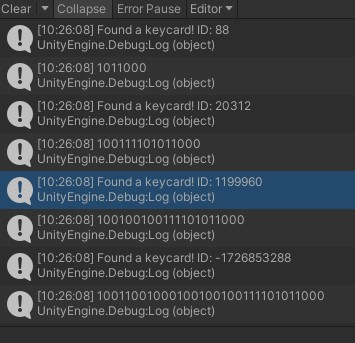 Clear Collapse Error Pause Editor
[10:26:08] Found a keycard! ID: 88
UnityEngine.Debug:Log (object)
[10:26:08] 1011000
UnityEngine.Debug:Log (object)
[10:26:08] Found a keycard! ID: 20312
UnityEngine.Debug:Log (object)
[10:26:08] 100111101011000
UnityEngine.Debug:Log (object)
[10:26:08] Found a keycard! ID: 1199960
UnityEngine.Debug:Log (object)
[10:26:08] 100100100111101011000
UnityEngine.Debug:Log (object)
[10:26:08] Found a keycard! ID: -1726853288
UnityEngine.Debug:Log (object)
[10:26:08] 10011001000100100100111101011000
UnityEngine.Debug:Log (object)